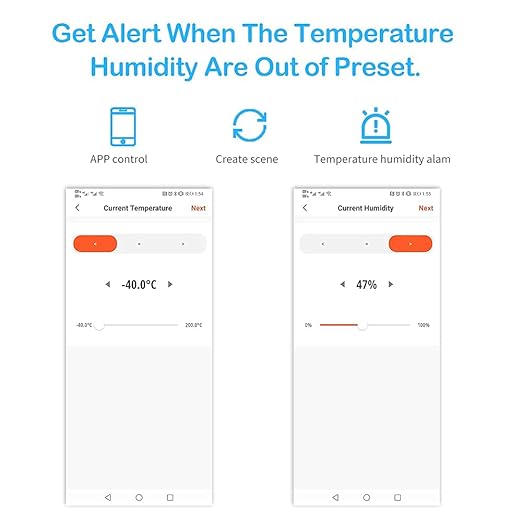 Get Alert When The Temperature
Humidity Are Out of Preset.
APP control
Create scene
Temperature humidity alam
1:54
Current Temperature
Next
<
>
-40.0°C
-40.0°C
200.0°C
1:55
Current Humidity
Next
<
>
47%
0%
100%